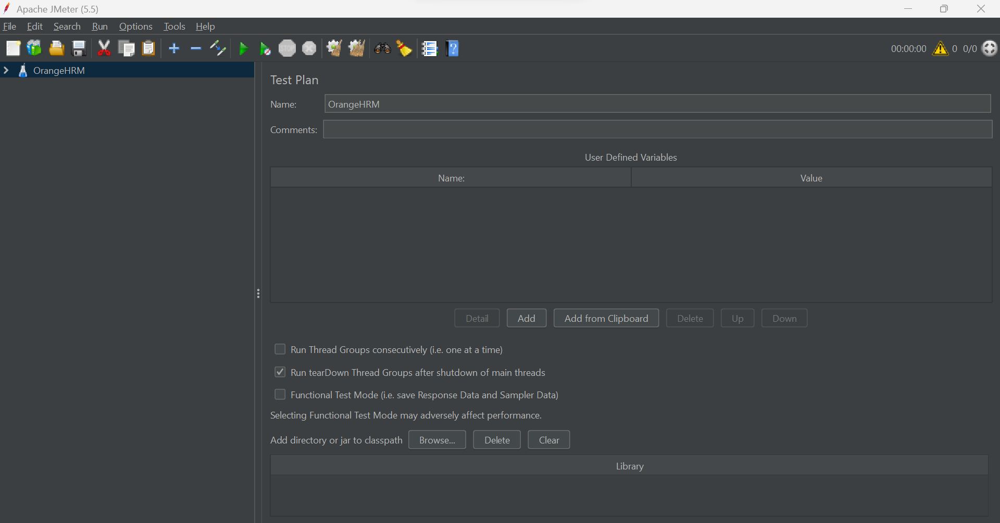 Apache JMeter (5.5)
File Edit Search Run Options Tools Help
STOP
?
00:00:00 0 0/0
OrangeHRM
Test Plan
Name: OrangeHRM
Comments:
User Defined Variables
Name: Value
Detail Add Add from Clipboard Delete Up Down
Run Thread Groups consecutively (i.e. one at a time)
Run tearDown Thread Groups after shutdown of main threads
Functional Test Mode (i.e. save Response Data and Sampler Data)
Selecting Functional Test Mode may adversely affect performance.
Add directory or jar to classpath Browse... Delete Clear
Library